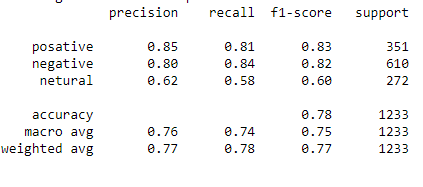 precision recall f1-score support
posative 0.85 0.81 0.83 351
negative 0.80 0.84 0.82 610
netural 0.62 0.58 0.60 272
accuracy 0.78 1233
macro avg 0.76 0.74 0.75 1233
weighted avg 0.77 0.78 0.77 1233